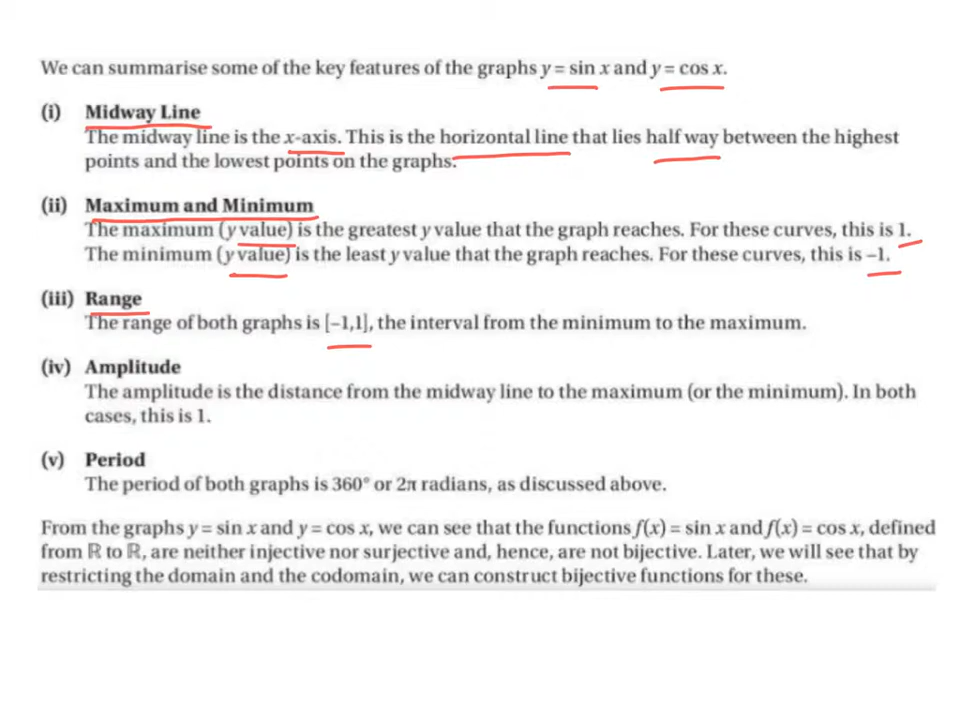 We can summarise some of the key features of the graphs y = sin x and y = cos x.
(i) Midway Line
The midway line is the x-axis. This is the horizontal line that lies half way between the highest
points and the lowest points on the graphs.
(ii) Maximum and Minimum
The maximum (y value) is the greatest y value that the graph reaches. For these curves, this is 1.
The minimum (y value) is the least y value that the graph reaches. For these curves, this is −1.
(iii) Range
The range of both graphs is [−1,1], the interval from the minimum to the maximum.
(iv) Amplitude
The amplitude is the distance from the midway line to the maximum (or the minimum). In both
cases, this is 1.
(v) Period
The period of both graphs is 360° or 2π radians, as discussed above.
From the graphs y = sin x and y = cos x, we can see that the functions f(x) = sin x and f(x) = cos x, defined
from ℝ to ℝ, are neither injective nor surjective and, hence, are not bijective. Later, we will see that by
restricting the domain and the codomain, we can construct bijective functions for these.